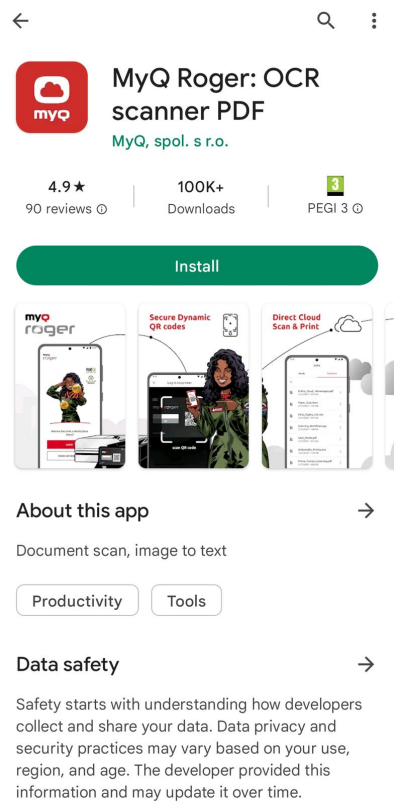 MyQ Roger: OCR
scanner PDF
myQ
MyQ, spol. s r.o.
4.9★
100K+
3
90 reviews
Downloads
PEGI 3
Install
myQ
roger
Secure Dynamic
QR codes
scan QR code
Direct Cloud
Scan & Print
About this app
Document scan, image to text
Productivity
Tools
Data safety
Safety starts with understanding how developers
collect and share your data. Data privacy and
security practices may vary based on your use,
region, and age. The developer provided this
information and may update it over time.